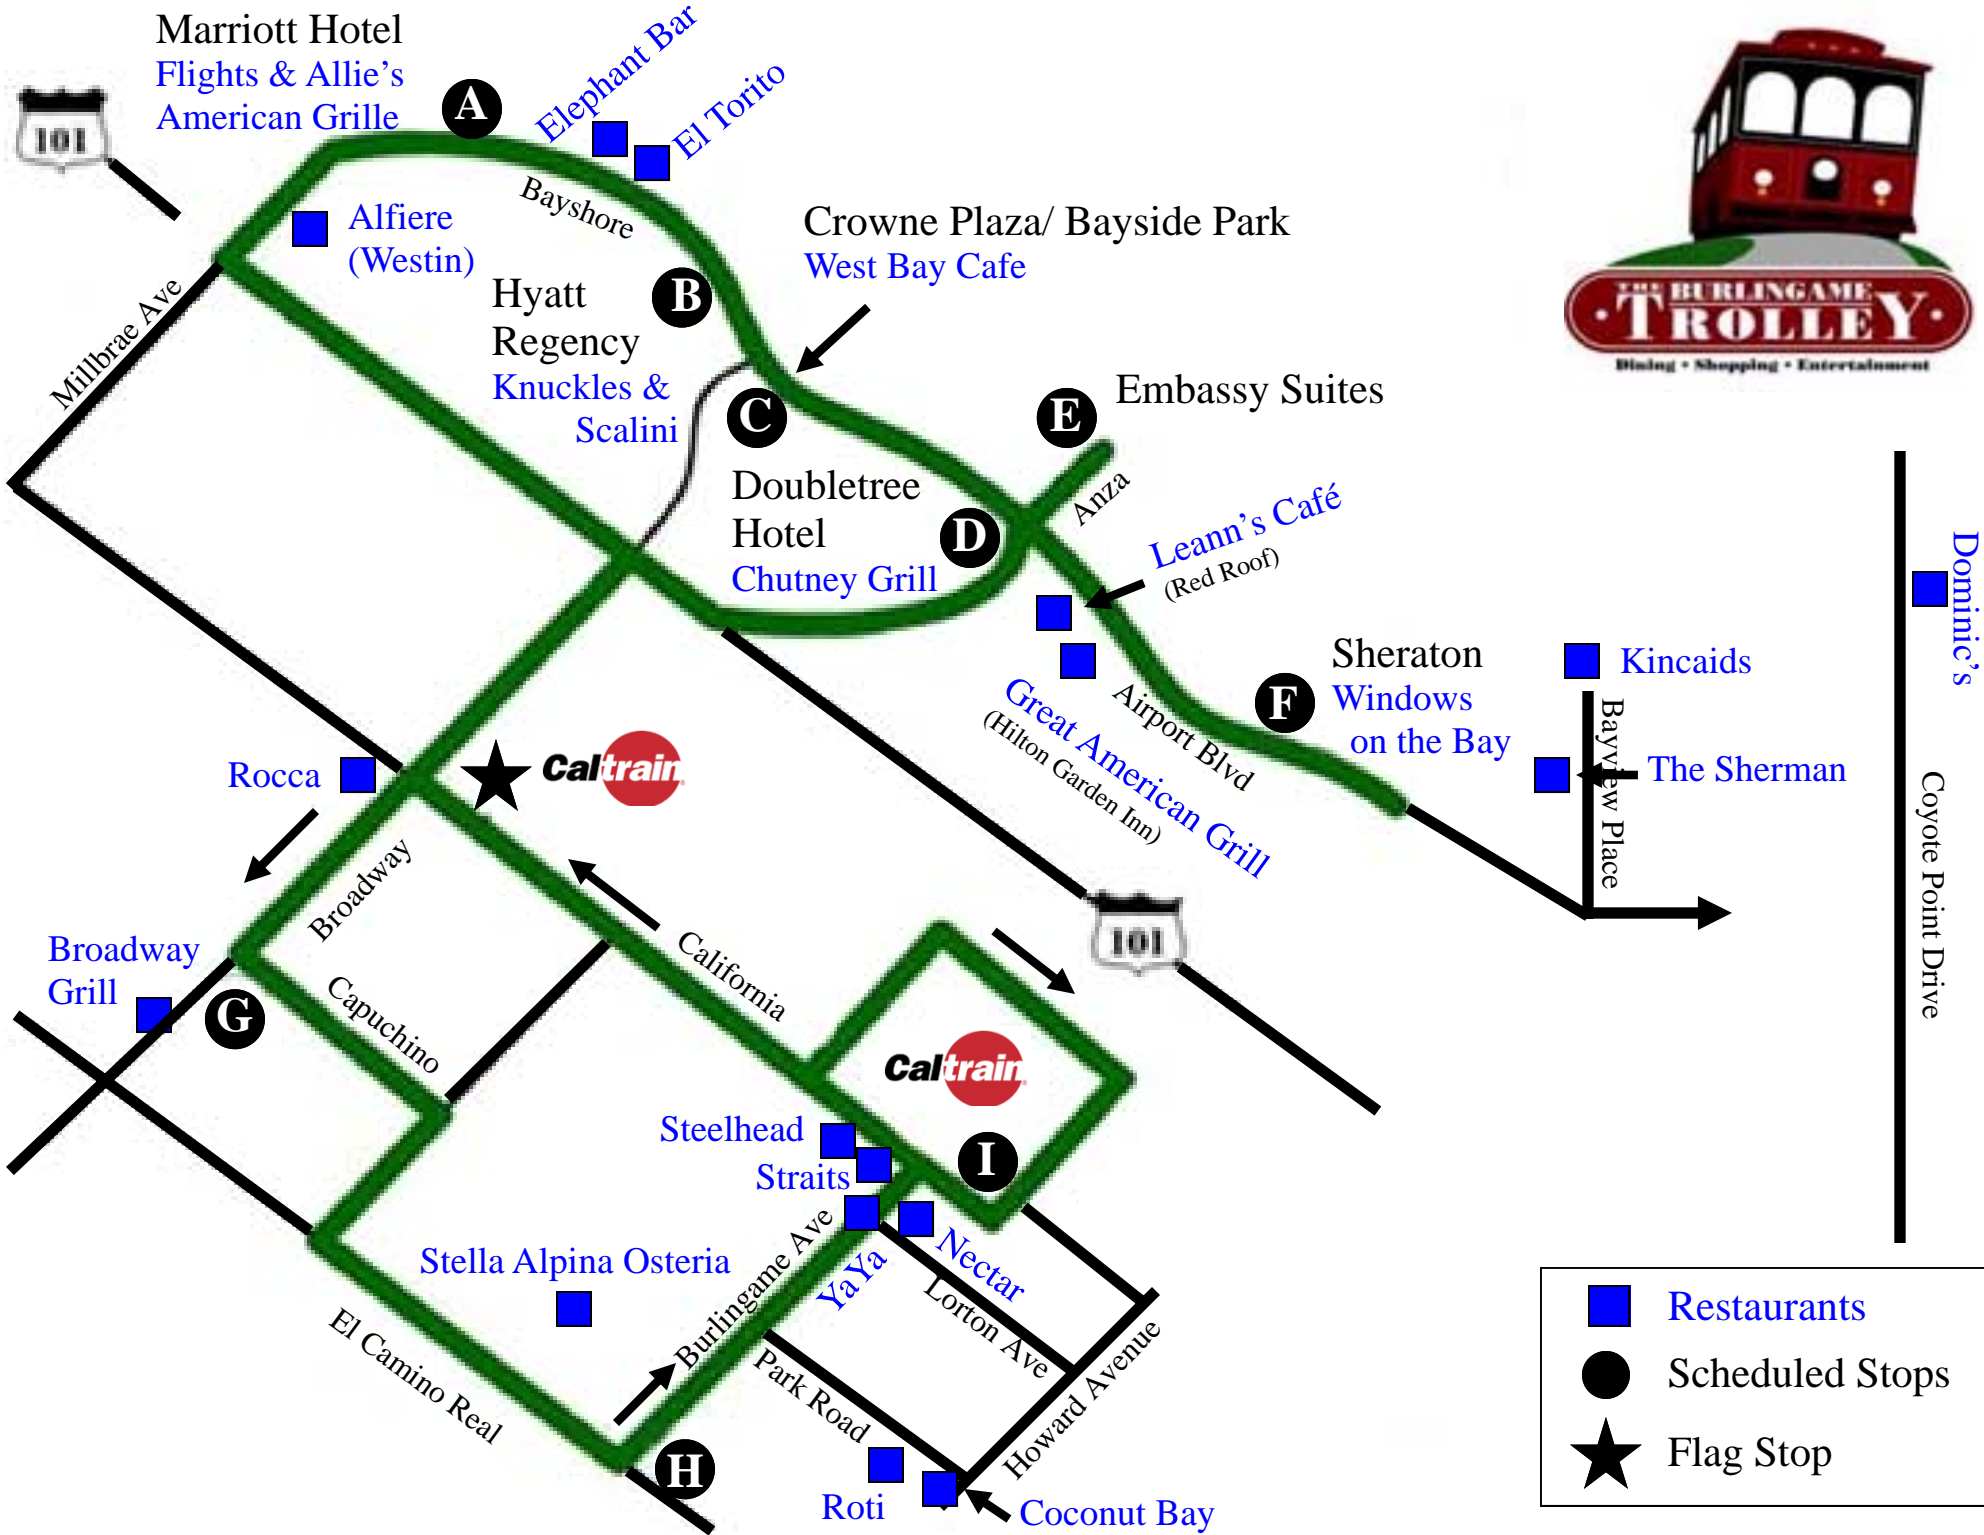 Marriott Hotel
Flights & Allie's
American Grille
101
A
Elephant Bar
El Torito
Bayshore
Alfiere
(Westin)
Millbrae Ave
Hyatt
Regency
Knuckles &
Scalini
B
Crowne Plaza/ Bayside Park
West Bay Cafe
C
E
Embassy Suites
Anza
Doubletree
Hotel
Chutney Grill
D
Leann's Café
(Red Roof)
THE BURLINGAME
TROLLEY
Dining • Shopping • Entertainment
Great American Grill
(Hilton Garden Inn)
Airport Blvd
F
Sheraton
Windows
on the Bay
Kincaids
Bayview Place
The Sherman
Dominic's
Coyote Point Drive
Rocca
Caltrain
Broadway
Broadway
Grill
G
Capuchino
California
101
Caltrain
I
Steelhead
Straits
Stella Alpina Osteria
Burlingame Ave
YaYa
Nectar
Lorton Ave
Park Road
Howard Avenue
El Camino Real
H
Roti
Coconut Bay
Restaurants
Scheduled Stops
Flag Stop